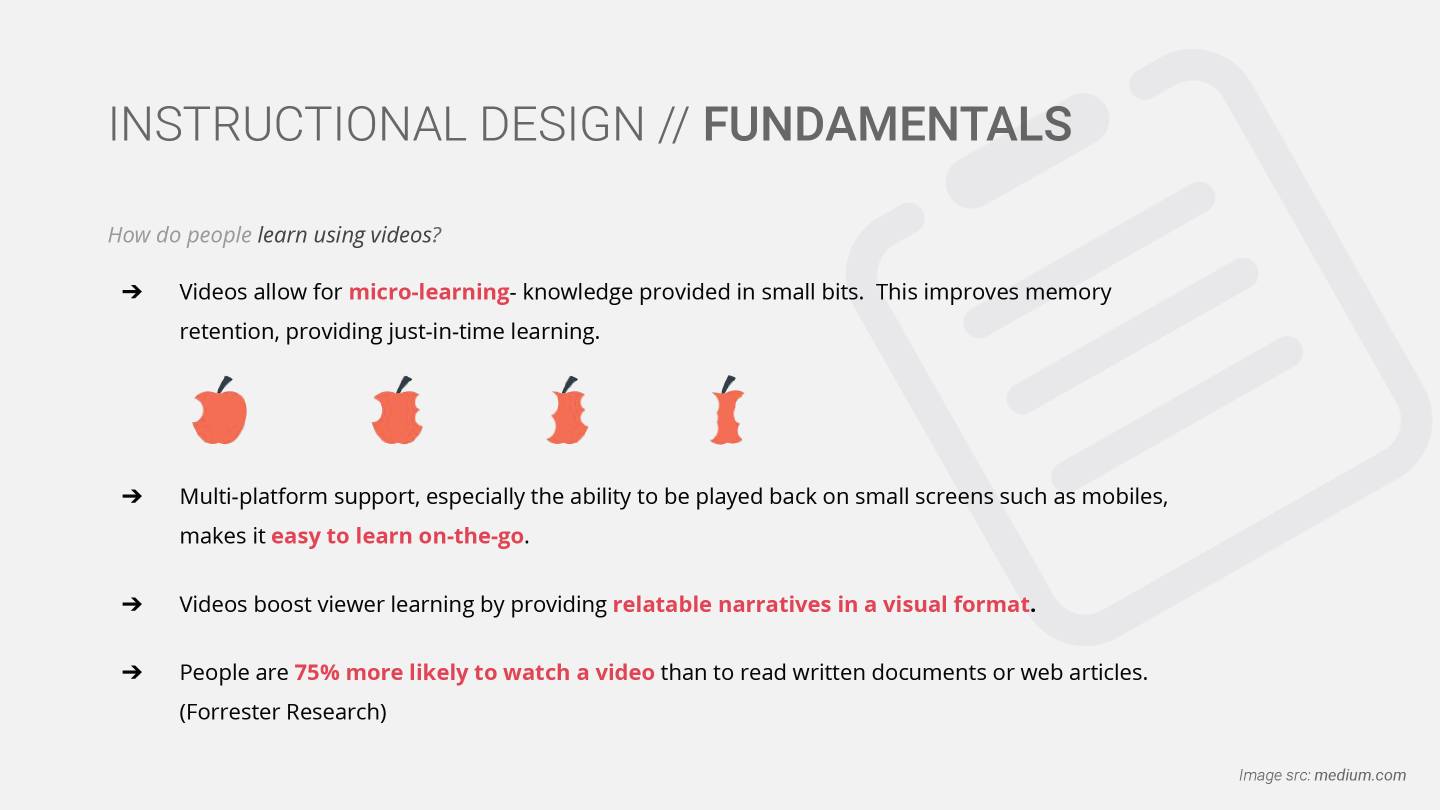 INSTRUCTIONAL DESIGN // FUNDAMENTALS
How do people learn using videos?
➔ Videos allow for micro-learning- knowledge provided in small bits.  This improves memory
retention, providing just-in-time learning.
➔ Multi-platform support, especially the ability to be played back on small screens such as mobiles,
makes it easy to learn on-the-go.
➔ Videos boost viewer learning by providing relatable narratives in a visual format.
➔ People are 75% more likely to watch a video than to read written documents or web articles.
(Forrester Research)
Image src: medium.com